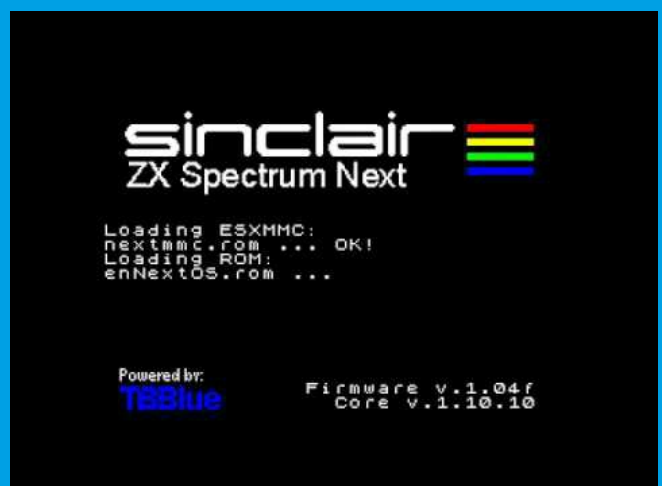 sinclair
ZX Spectrum Next
Loading ESXMMC:
nextmmc.rom ... OK!
Loading ROM:
enNextOS.rom ...
Powered by:
TBBlue
Firmware v.1.04f
Core v.1.10.10